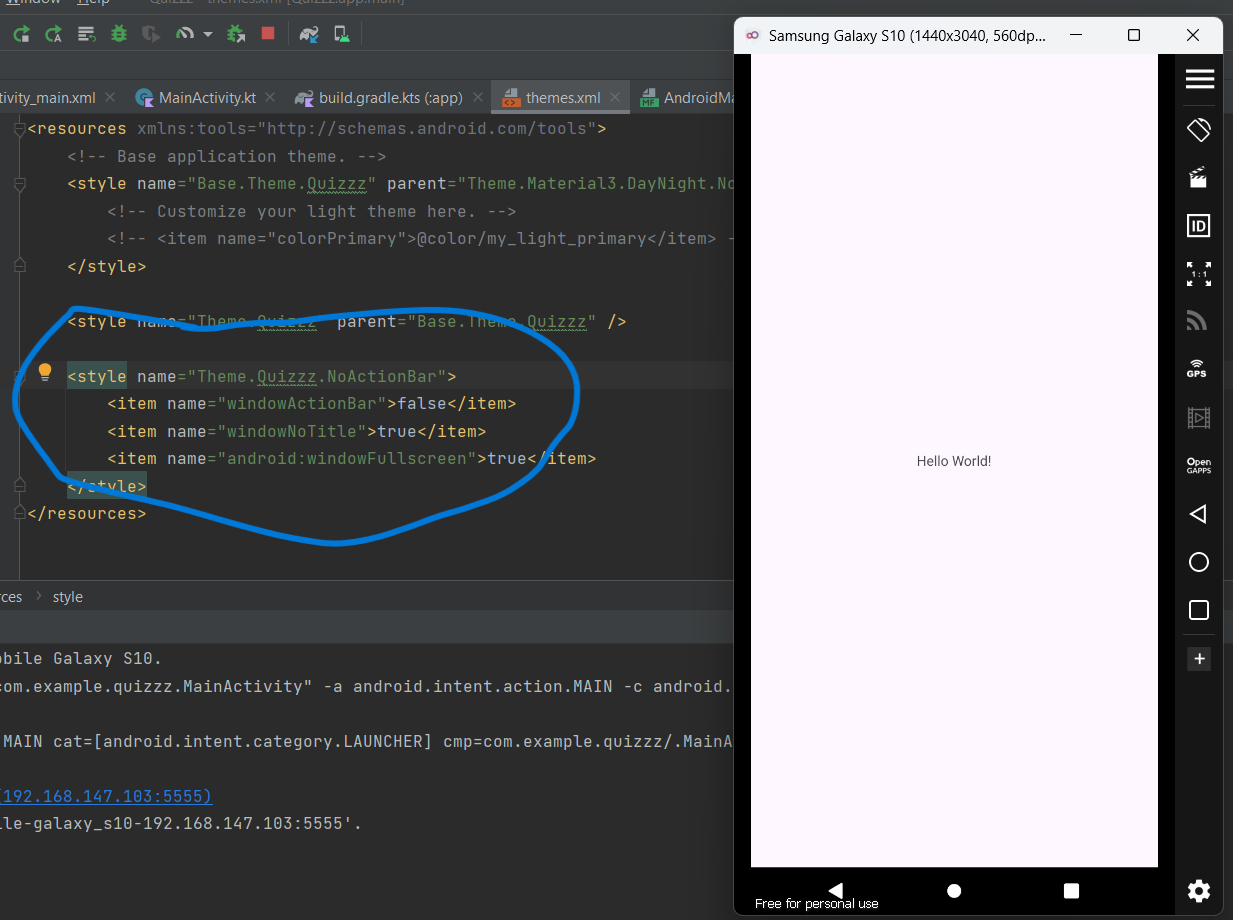 Window Help Quizzz - themes.xml [Quizzz.app.main]
Samsung Galaxy S10 (1440x3040, 560dp...
tivity_main.xml MainActivity.kt build.gradle.kts (:app) themes.xml AndroidMa
<resources xmlns:tools="http://schemas.android.com/tools">
<!-- Base application theme. -->
<style name="Base.Theme.Quizzz" parent="Theme.Material3.DayNight.No
<!-- Customize your light theme here. -->
<!-- <item name="colorPrimary">@color/my_light_primary</item> -
</style>
<style name="Theme.Quizzz" parent="Base.Theme.Quizzz" />
<style name="Theme.Quizzz.NoActionBar">
<item name="windowActionBar">false</item>
<item name="windowNoTitle">true</item>
<item name="android:windowFullscreen">true</item>
</style>
</resources>
rces > style
obile Galaxy S10.
com.example.quizzz.MainActivity" -a android.intent.action.MAIN -c android.
MAIN cat=[android.intent.category.LAUNCHER] cmp=com.example.quizzz/.MainA
(192.168.147.103:5555)
le-galaxy_s10-192.168.147.103:5555'.
Hello World!
Free for personal use
ID
1:1
GPS
Open
GAPPS